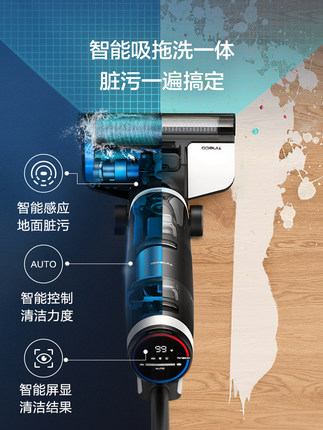 智能吸拖洗一体
脏污一遍搞定
TINECO
智能感应
地面脏污
AUTO
智能控制
清洁力度
99
智能屏显
清洁结果